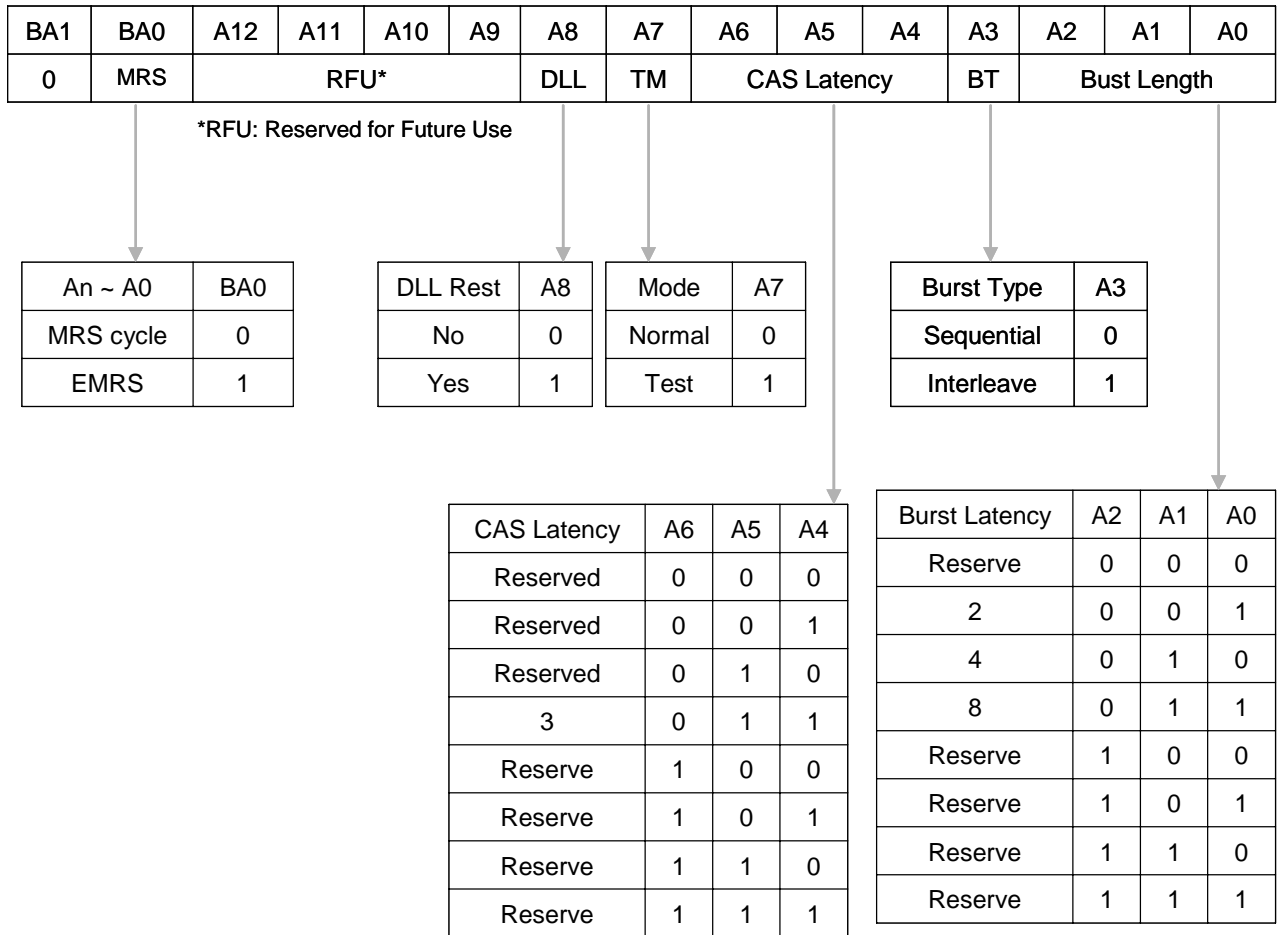 BA1 BA0 A12 A11 A10 A9 A8 A7 A6 A5 A4 A3 A2 A1 A0
0 MRS RFU* DLL TM CAS Latency BT Bust Length
*RFU: Reserved for Future Use
An ~ A0 BA0
MRS cycle 0
EMRS 1
DLL Rest A8
No 0
Yes 1
Mode A7
Normal 0
Test 1
Burst Type A3
Sequential 0
Interleave 1
CAS Latency A6 A5 A4
Reserved 0 0 0
Reserved 0 0 1
Reserved 0 1 0
3 0 1 1
Reserve 1 0 0
Reserve 1 0 1
Reserve 1 1 0
Reserve 1 1 1
Burst Latency A2 A1 A0
Reserve 0 0 0
2 0 0 1
4 0 1 0
8 0 1 1
Reserve 1 0 0
Reserve 1 0 1
Reserve 1 1 0
Reserve 1 1 1